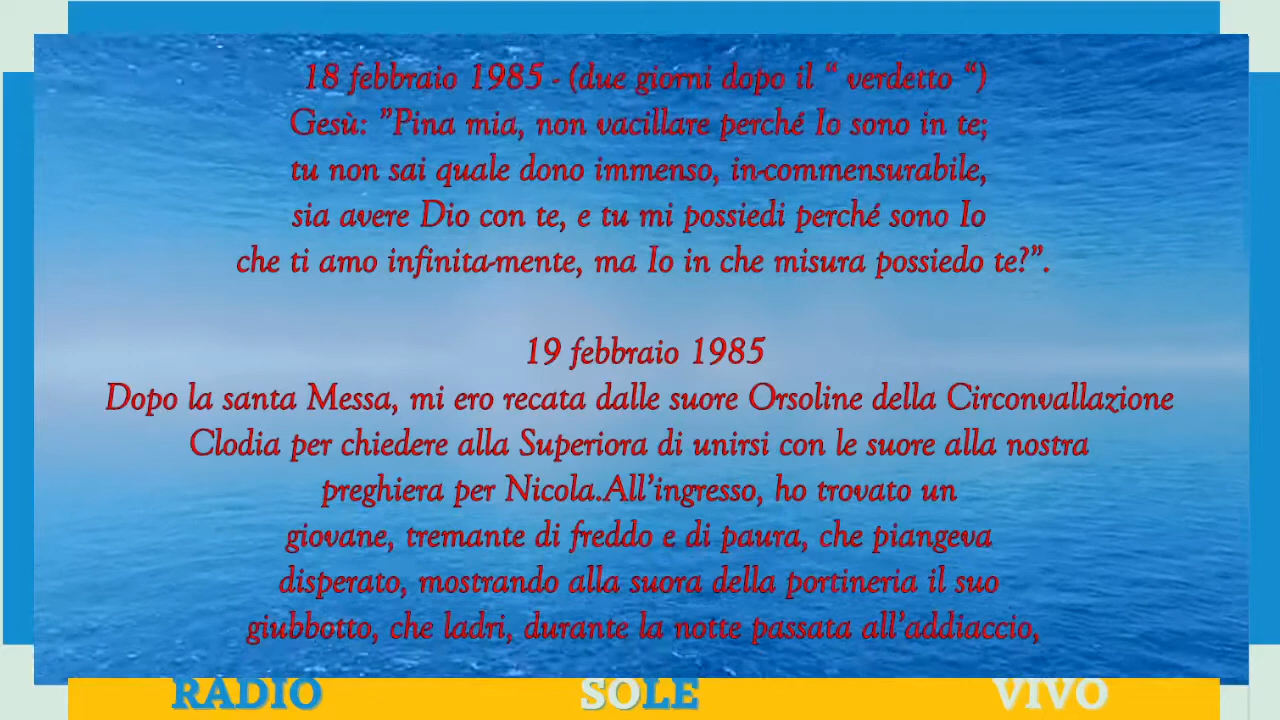 18 febbraio 1985 - (due giorni dopo il “ verdetto “)
Gesù: ”Pina mia, non vacillare perché Io sono in te;
tu non sai quale dono immenso, in-commensurabile,
sia avere Dio con te, e tu mi possiedi perché sono Io
che ti amo infinita-mente, ma Io in che misura possiedo te?”.
19 febbraio 1985
Dopo la santa Messa, mi ero recata dalle suore Orsoline della Circonvallazione
Clodia per chiedere alla Superiora di unirsi con le suore alla nostra
preghiera per Nicola.All’ingresso, ho trovato un
giovane, tremante di freddo e di paura, che piangeva
disperato, mostrando alla suora della portineria il suo
giubbotto, che ladri, durante la notte passata all’addiaccio,
RADIO SOLE VIVO